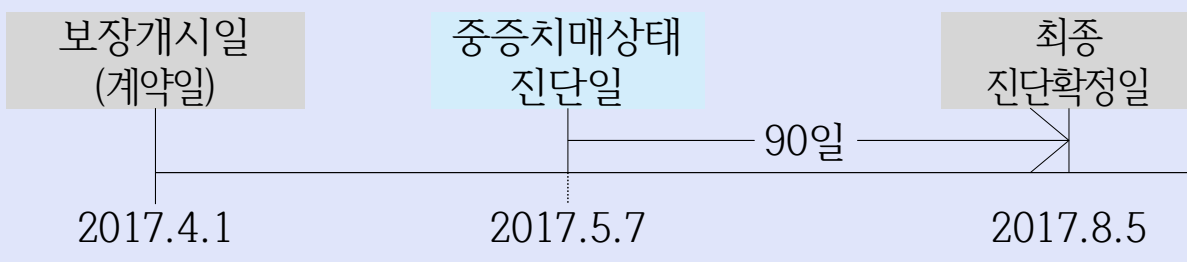 보장개시일
(계약일)
중증치매상태
진단일
최종
진단확정일
90일
2017.4.1
2017.5.7
2017.8.5